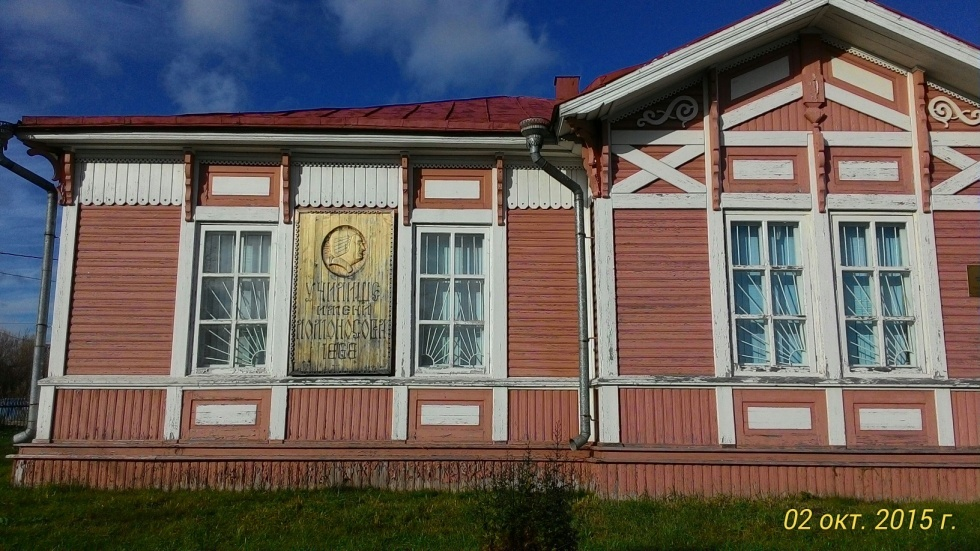 УЧИЛИЩЕ
ИМЕНИ
ЛОМОНОСОВА
1868
02 окт. 2015 г.